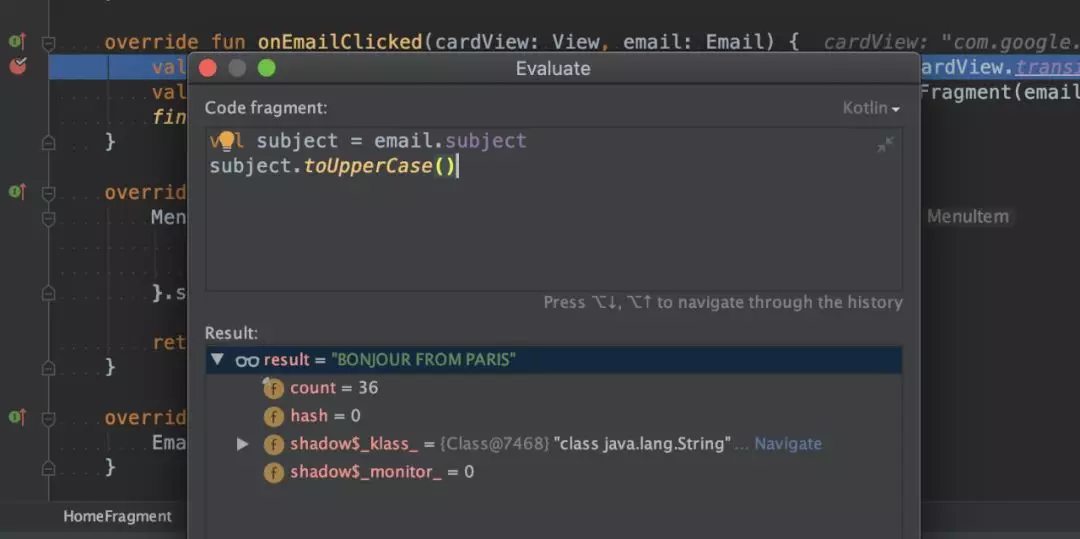 override fun onEmailClicked(cardView: View, email: Email) { cardView: "com.google.
val
ardView.transi
val
Fragment(email
fin
}
Evaluate
Code fragment:
Kotlin
val subject = email.subject
subject.toUpperCase()
Press ⌥↓, ⌥↑ to navigate through the history
Result:
result = "BONJOUR FROM PARIS"
f count = 36
f hash = 0
f shadow$_klass_ = {Class@7468} "class java.lang.String" ... Navigate
f shadow$_monitor_ = 0
overrid
Men
MenuItem
}.s
ret
}
overrid
Ema
}
HomeFragment